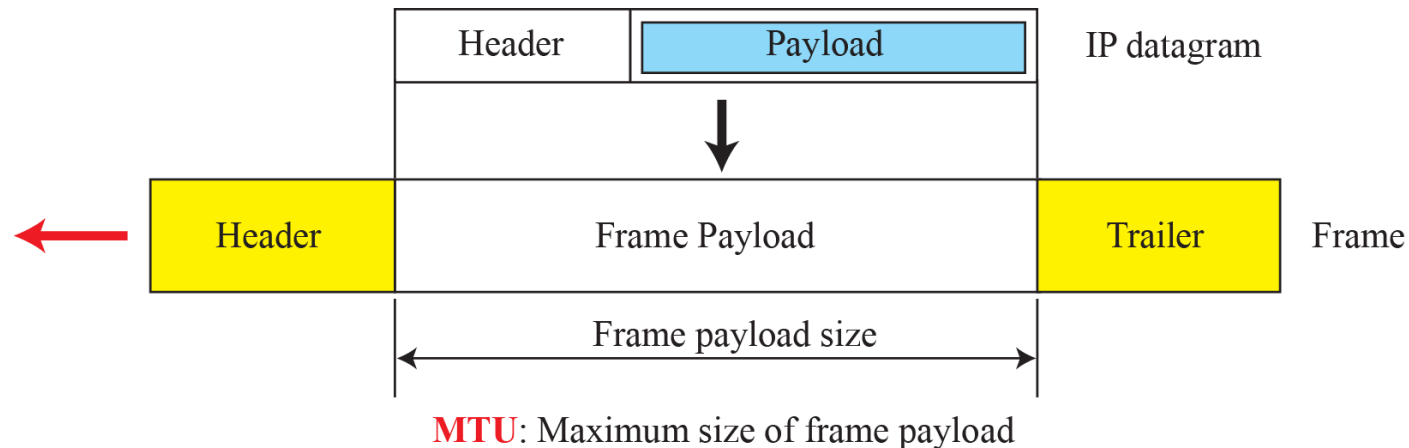 Header Payload IP datagram
Header Frame Payload Trailer Frame
Frame payload size
MTU: Maximum size of frame payload